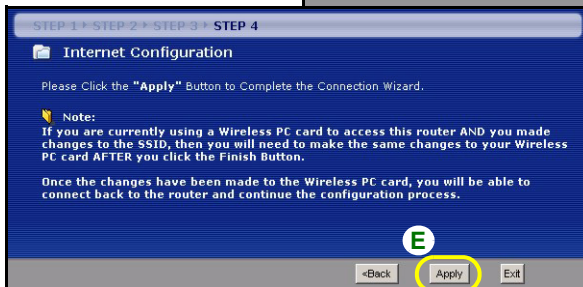 STEP 1 ▸ STEP 2 ▸ STEP 3 ▸ STEP 4
Internet Configuration
Please Click the "Apply" Button to Complete the Connection Wizard.
Note:
If you are currently using a Wireless PC card to access this router AND you made
changes to the SSID, then you will need to make the same changes to your Wireless
PC card AFTER you click the Finish Button.
Once the changes have been made to the Wireless PC card, you will be able to
connect back to the router and continue the configuration process.
E
<Back Apply Exit